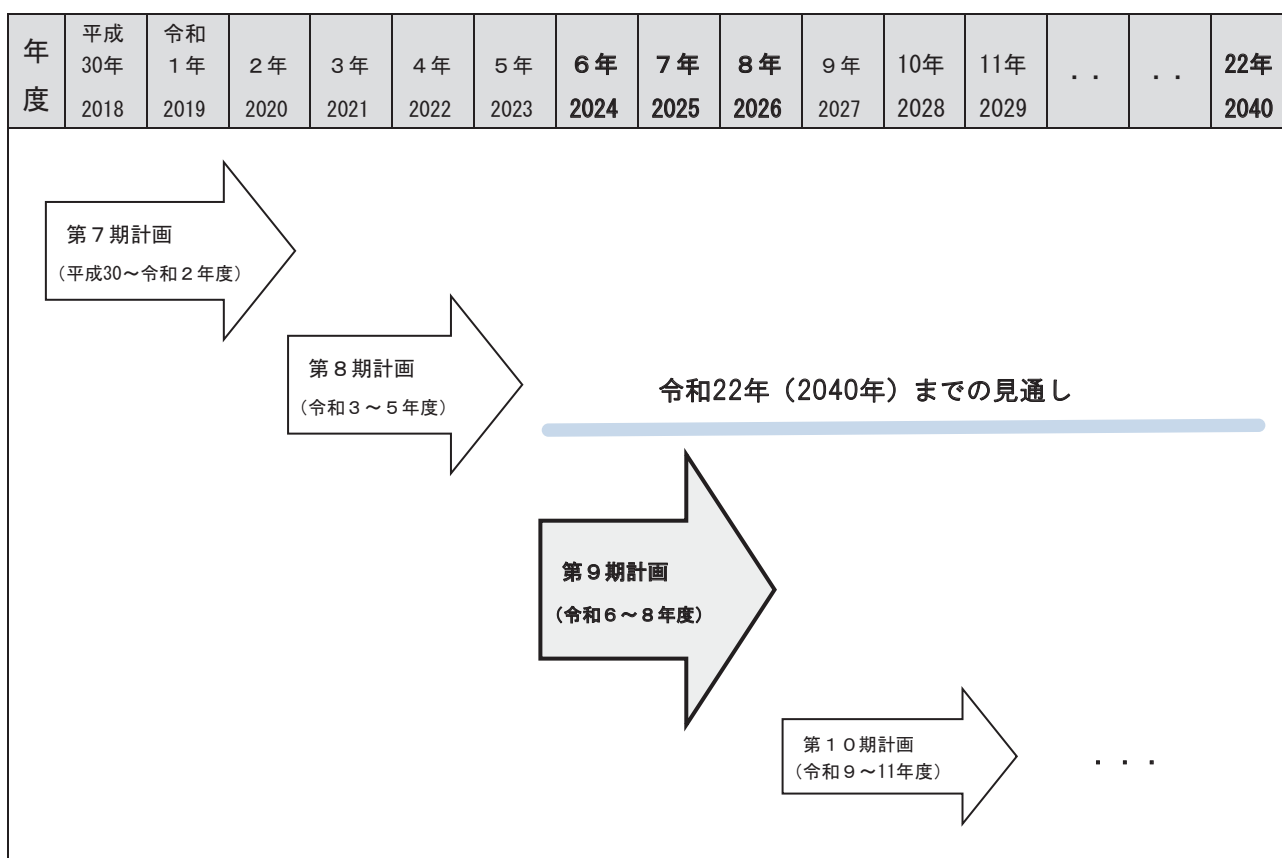 年度
平成30年 2018
令和1年 2019
２年 2020
３年 2021
４年 2022
５年 2023
６年 2024
７年 2025
８年 2026
９年 2027
10年 2028
11年 2029
．．
．．
22年 2040
第７期計画
（平成30～令和２年度）
第８期計画
（令和３～５年度）
令和22年（2040年）までの見通し
第９期計画
（令和６～８年度）
第１０期計画
（令和９～11年度）
．．．